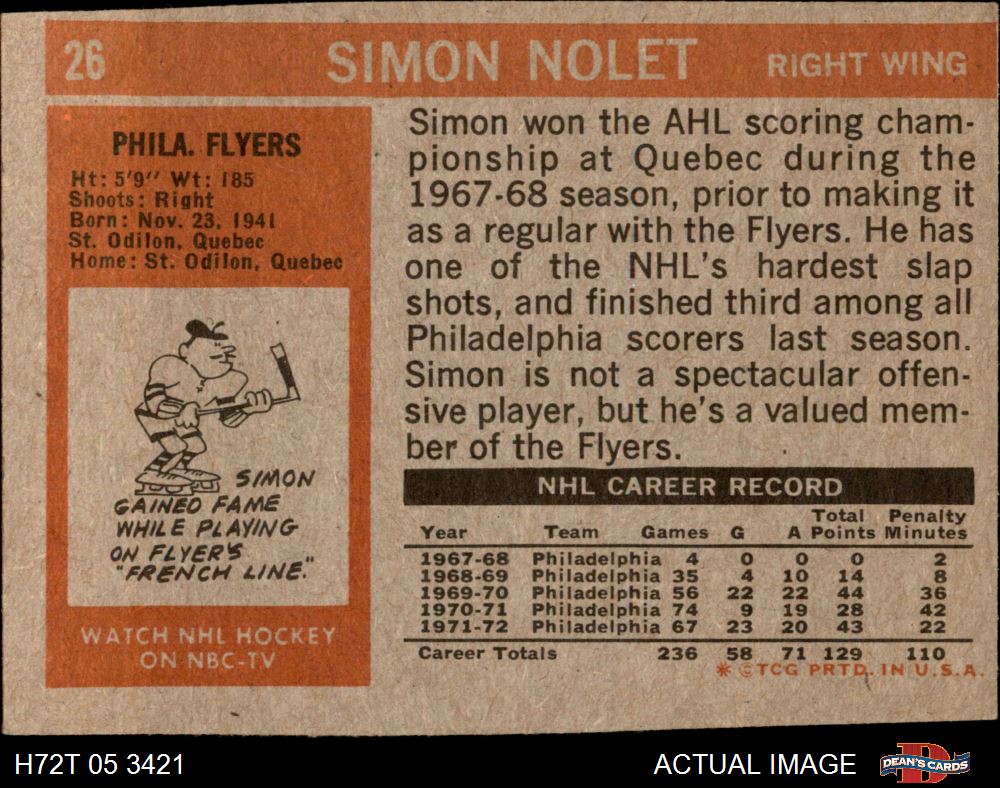 26 SIMON NOLET RIGHT WING
PHILA. FLYERS
Ht: 5'9" Wt: 185
Shoots: Right
Born: Nov. 23, 1941
St. Odilon, Quebec
Home: St. Odilon, Quebec
SIMON
GAINED FAME
WHILE PLAYING
ON FLYER'S
"FRENCH LINE."
WATCH NHL HOCKEY
ON NBC-TV
Simon won the AHL scoring cham-
pionship at Quebec during the
1967-68 season, prior to making it
as a regular with the Flyers. He has
one of the NHL's hardest slap
shots, and finished third among all
Philadelphia scorers last season.
Simon is not a spectacular offen-
sive player, but he's a valued mem-
ber of the Flyers.
NHL CAREER RECORD
Year Team Games G A Total Points Penalty Minutes
1967-68 Philadelphia 4 0 0 0 2
1968-69 Philadelphia 35 4 10 14 8
1969-70 Philadelphia 56 22 22 44 36
1970-71 Philadelphia 74 9 19 28 42
1971-72 Philadelphia 67 23 20 43 22
Career Totals 236 58 71 129 110
* © TCG PRTD. IN U.S.A.
H72T 05 3421 ACTUAL IMAGE DEAN'S CARDS